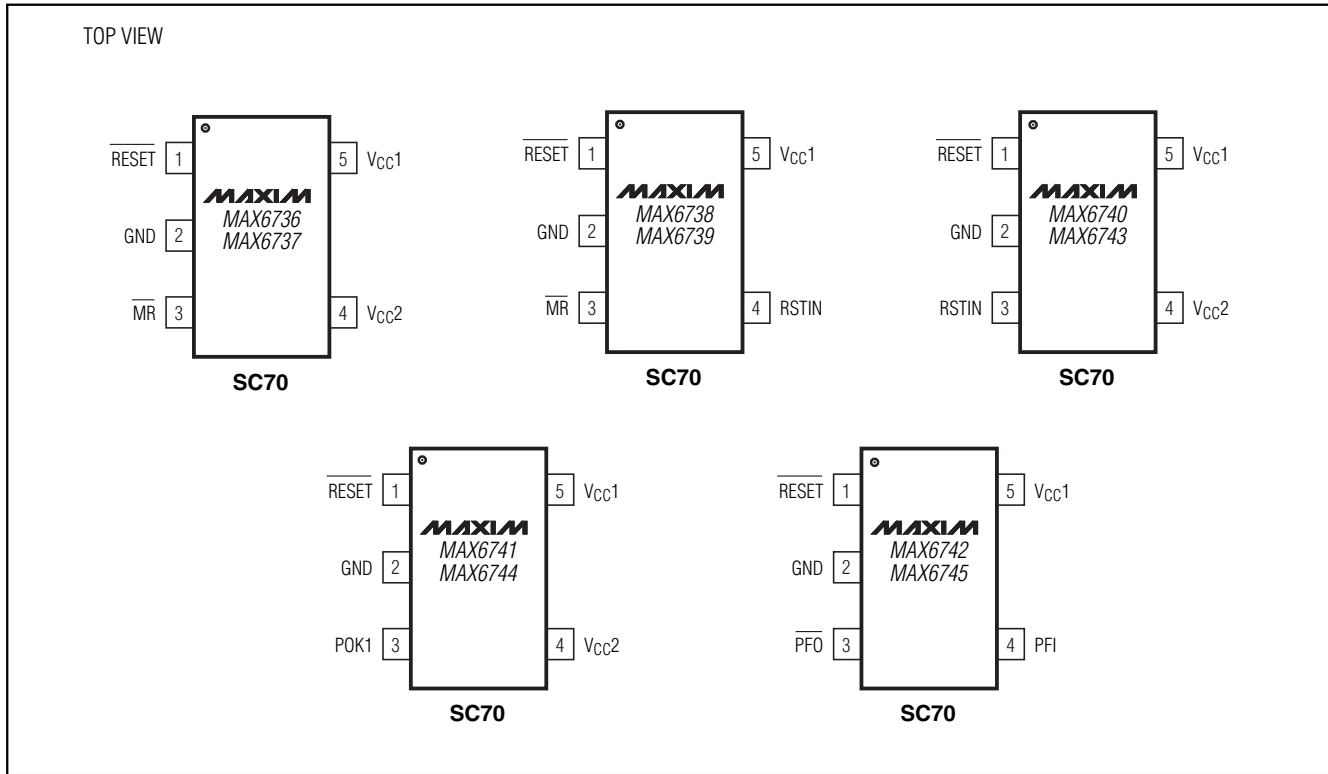 TOP VIEW
RESET 1 5 VCC1
MAXIM
MAX6736
MAX6737
GND 2
MR 3 4 VCC2
SC70
RESET 1 5 VCC1
MAXIM
MAX6738
MAX6739
GND 2
MR 3 4 RSTIN
SC70
RESET 1 5 VCC1
MAXIM
MAX6740
MAX6743
GND 2
RSTIN 3 4 VCC2
SC70
RESET 1 5 VCC1
MAXIM
MAX6741
MAX6744
GND 2
POK1 3 4 VCC2
SC70
RESET 1 5 VCC1
MAXIM
MAX6742
MAX6745
GND 2
PFO 3 4 PFI
SC70